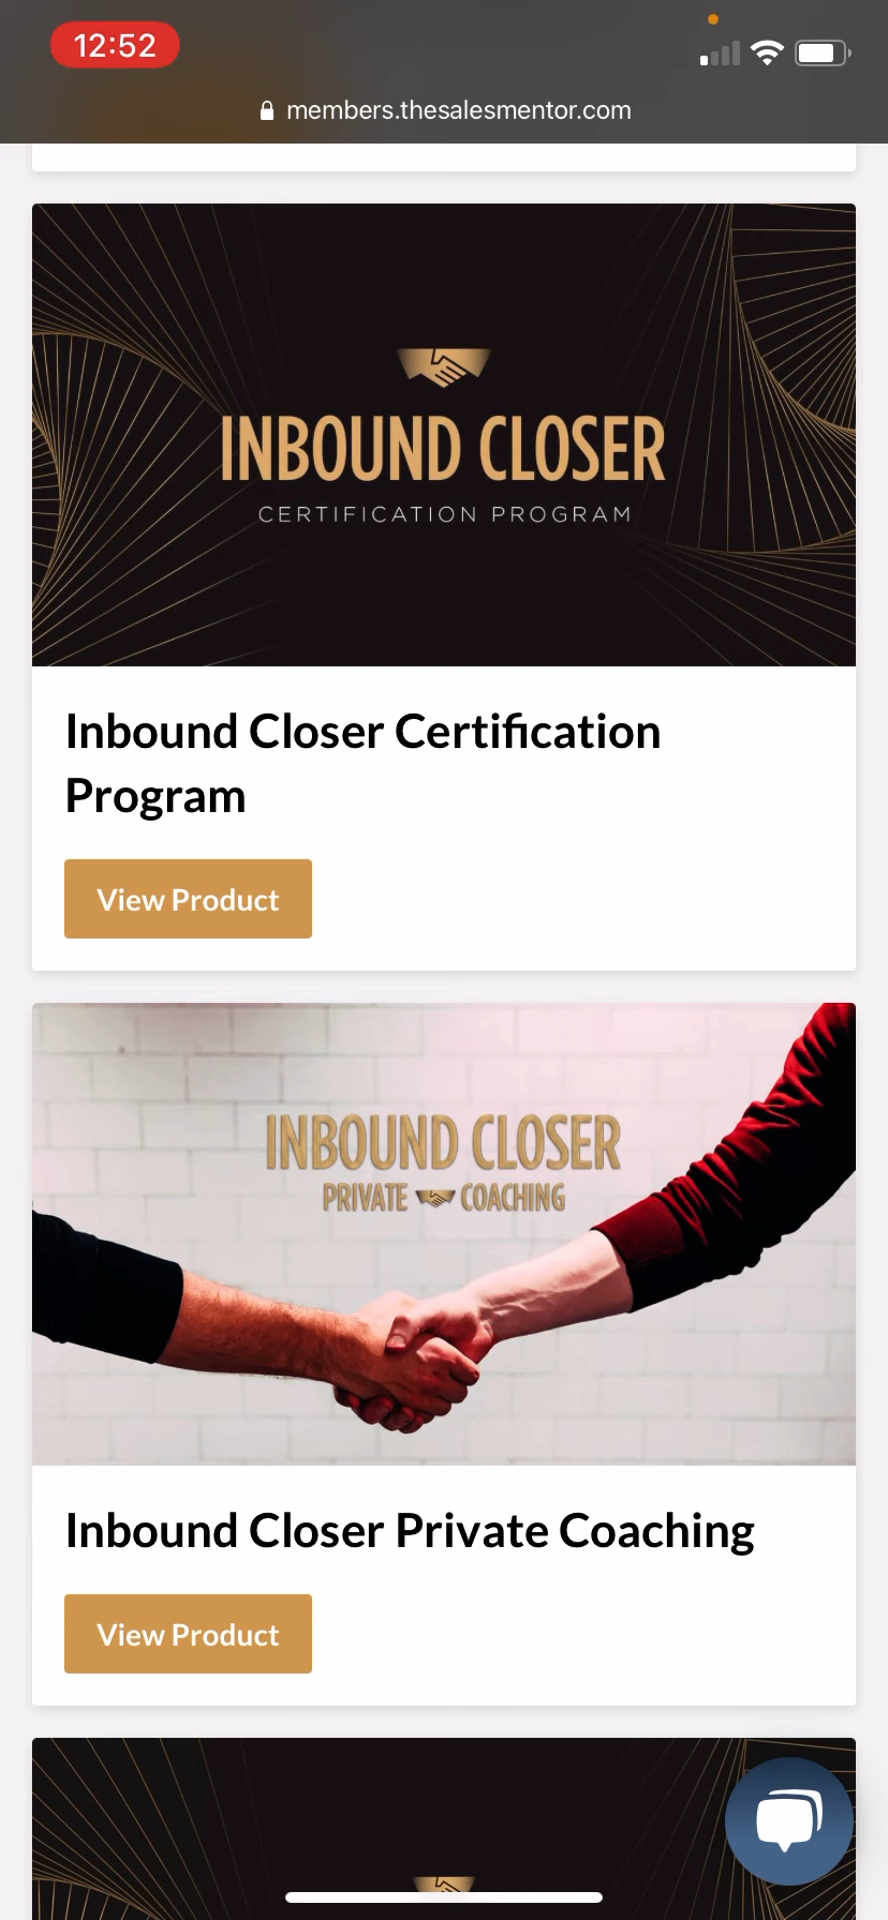 12:52
members.thesalesmentor.com
INBOUND CLOSER
CERTIFICATION PROGRAM
Inbound Closer Certification
Program
View Product
INBOUND CLOSER
PRIVATE COACHING
Inbound Closer Private Coaching
View Product